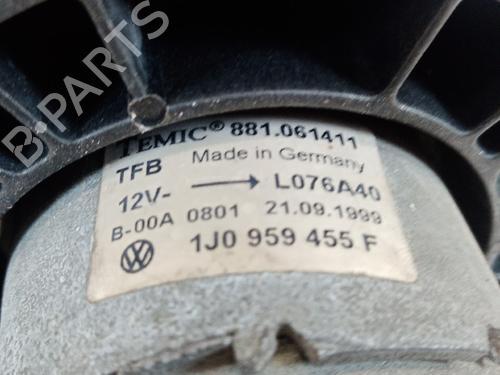 B-PARTS
TEMIC® 881.061411
TFB Made in Germany
12V- → L076A40
B-00A 0801 21.09.1999
1J0 959 455 F